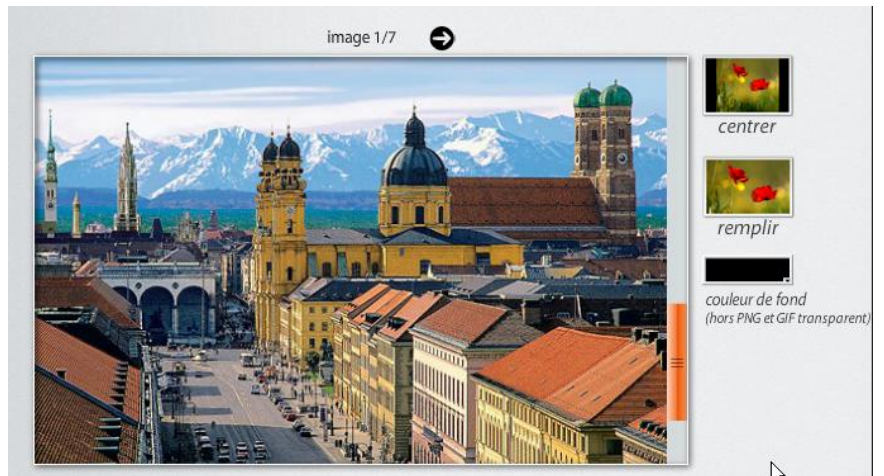 image 1/7
centrer
remplir
couleur de fond
(hors PNG et GIF transparent)